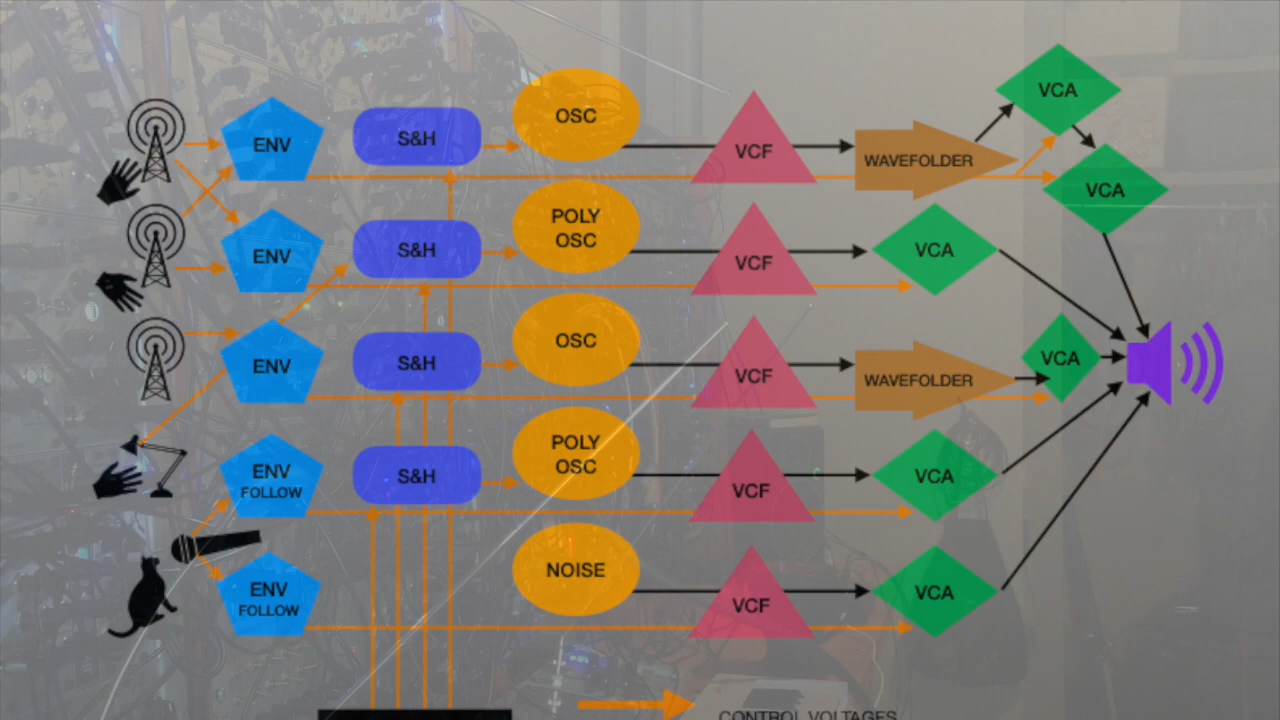 VCA
OSC
ENV
S&H
VCF
WAVEFOLDER
VCA
POLY
OSC
ENV
S&H
VCF
VCA
OSC
ENV
S&H
VCF
WAVEFOLDER
VCA
POLY
OSC
ENV
FOLLOW
S&H
VCF
VCA
NOISE
ENV
FOLLOW
VCF
VCA
CONTROL VOLTAGES